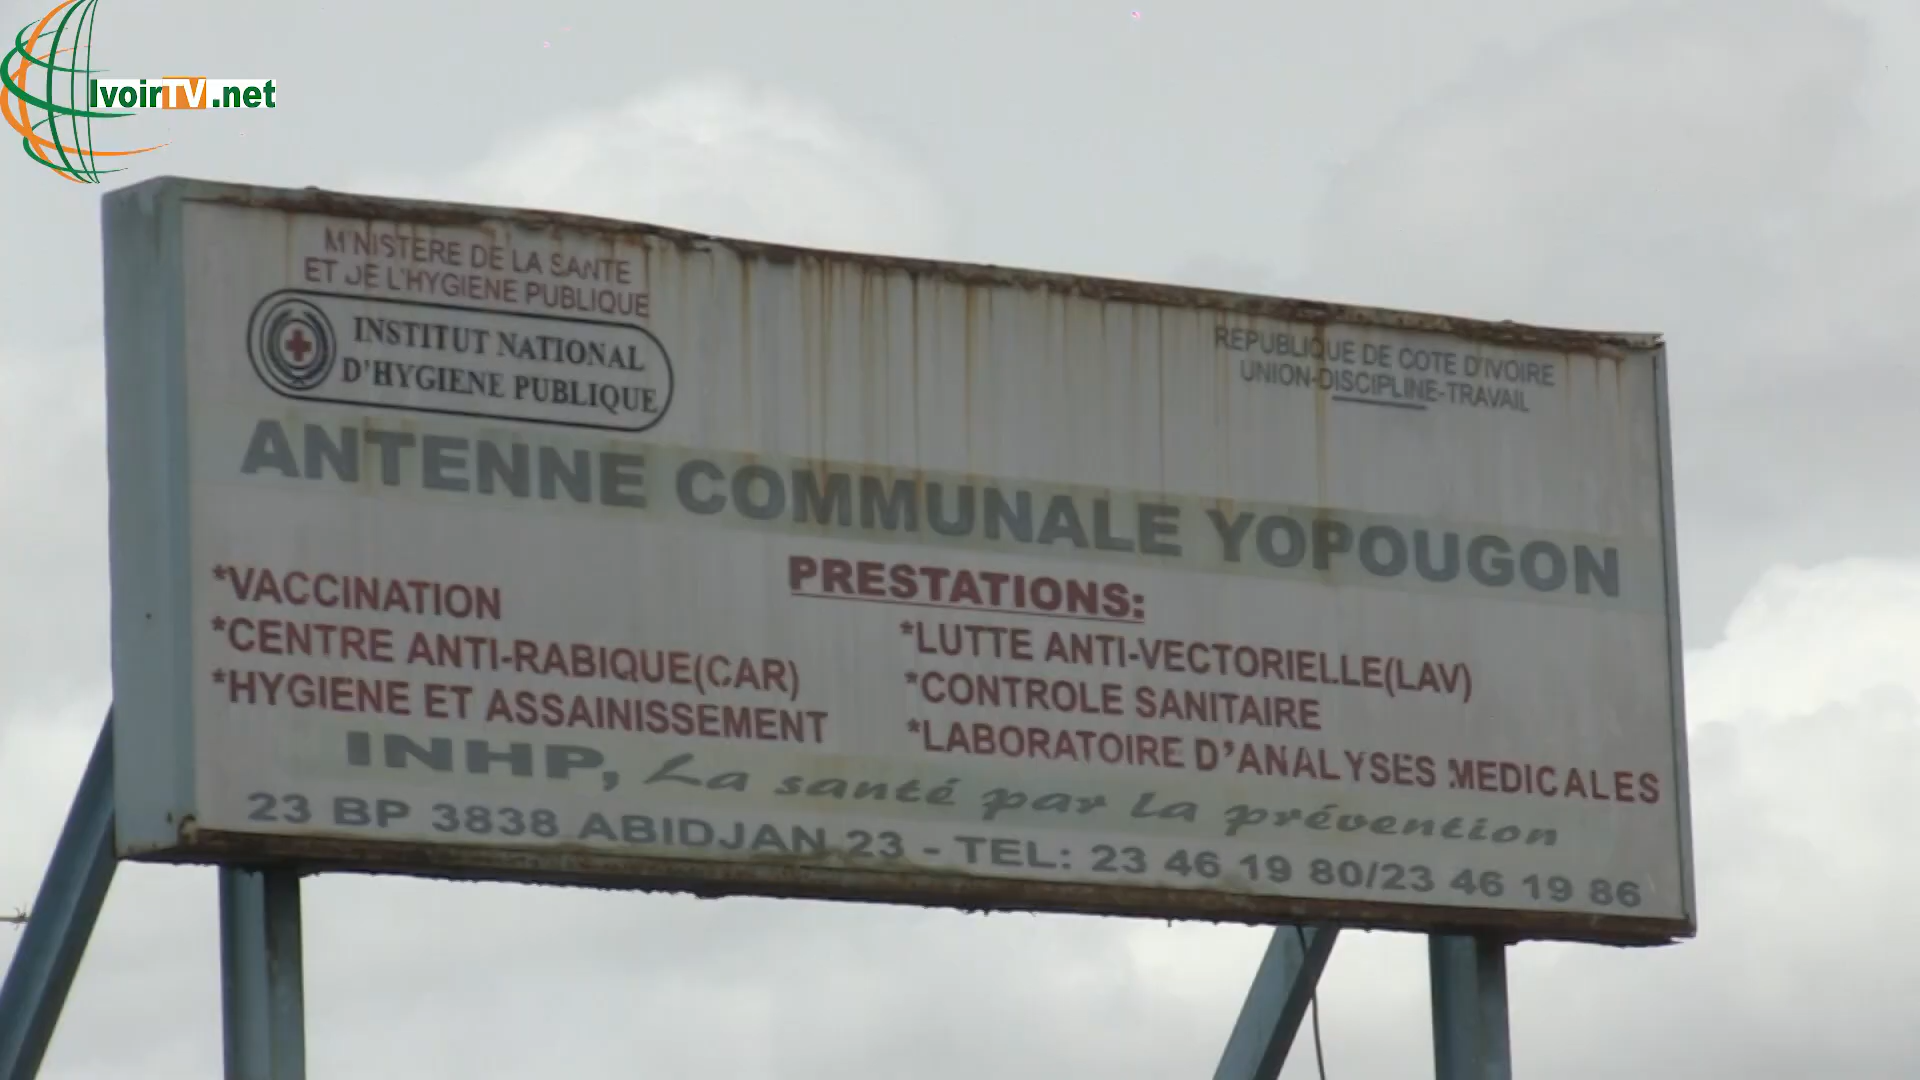 IvoirTV.net
MINISTERE DE LA SANTE
ET DE L'HYGIENE PUBLIQUE
INSTITUT NATIONAL
D'HYGIENE PUBLIQUE
REPUBLIQUE DE COTE D'IVOIRE
UNION-DISCIPLINE-TRAVAIL
ANTENNE COMMUNALE YOPOUGON
PRESTATIONS:
*VACCINATION
*CENTRE ANTI-RABIQUE(CAR)
*HYGIENE ET ASSAINISSEMENT
*LUTTE ANTI-VECTORIELLE(LAV)
*CONTROLE SANITAIRE
*LABORATOIRE D'ANALYSES MEDICALES
INHP, La santé par la prévention
23 BP 3838 ABIDJAN 23 - TEL: 23 46 19 80/23 46 19 86